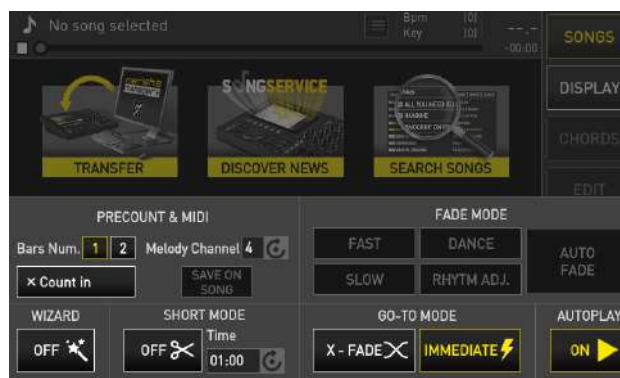 No song selected
Bpm [0]
Key [0]
--.-
-00:00
SONGS
DISPLAY
CHORDS
EDIT
SONGSERVICE
TRANSFER
DISCOVER NEWS
SEARCH SONGS
PRECOUNT & MIDI
Bars Num. 1 2 Melody Channel 4
× Count in
SAVE ON
SONG
FADE MODE
FAST
DANCE
SLOW
RHYTM ADJ.
AUTO
FADE
WIZARD
OFF
SHORT MODE
OFF
Time
01:00
GO-TO MODE
X - FADE
IMMEDIATE
AUTOPLAY
ON